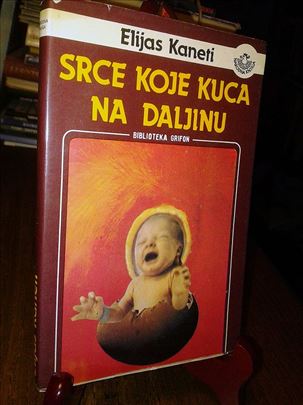 Elijas Kaneti
SRCE KOJE KUCA
NA DALJINU
BIBLIOTEKA GRIFON